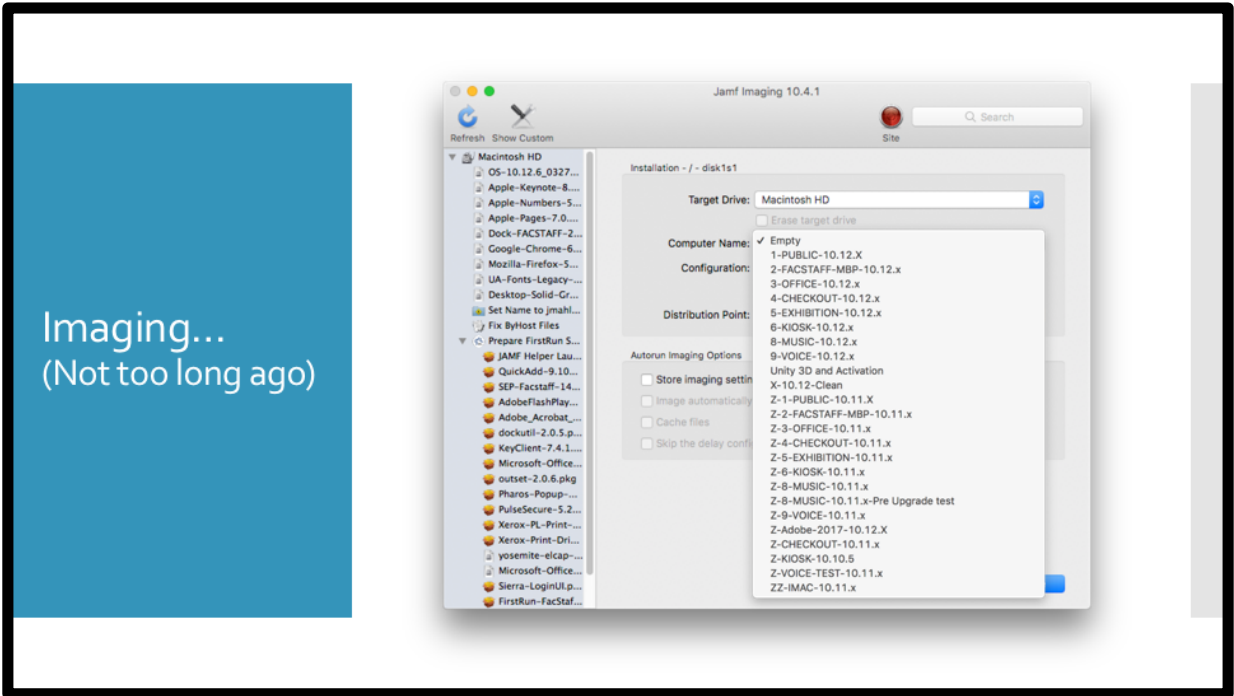 Imaging...
(Not too long ago)
Jamf Imaging 10.4.1
Refresh Show Custom
Site
Search
Macintosh HD
OS-10.12.6_0327...
Apple-Keynote-8....
Apple-Numbers-5...
Apple-Pages-7.0....
Dock-FACSTAFF-2...
Google-Chrome-6...
Mozilla-Firefox-5...
UA-Fonts-Legacy-...
Desktop-Solid-Gr...
Set Name to jmahl...
Fix ByHost Files
Prepare FirstRun S...
JAMF Helper Lau...
QuickAdd-9.10...
SEP-Facstaff-14...
AdobeFlashPlay...
Adobe_Acrobat_...
dockutil-2.0.5.p...
KeyClient-7.4.1....
Microsoft-Office...
outset-2.0.6.pkg
Pharos-Popup-...
PulseSecure-5.2...
Xerox-PL-Print-...
Xerox-Print-Dri...
yosemite-elcap-...
Microsoft-Office...
Sierra-LoginUI.p...
FirstRun-FacStaf...
Installation - / - disk1s1
Target Drive: Macintosh HD
Erase target drive
Computer Name:
Configuration:
Distribution Point:
Autorun Imaging Options
Store imaging settin
Image automatically
Cache files
Skip the delay confi
✓ Empty
1-PUBLIC-10.12.X
2-FACSTAFF-MBP-10.12.x
3-OFFICE-10.12.x
4-CHECKOUT-10.12.x
5-EXHIBITION-10.12.x
6-KIOSK-10.12.x
8-MUSIC-10.12.x
9-VOICE-10.12.x
Unity 3D and Activation
X-10.12-Clean
Z-1-PUBLIC-10.11.X
Z-2-FACSTAFF-MBP-10.11.x
Z-3-OFFICE-10.11.x
Z-4-CHECKOUT-10.11.x
Z-5-EXHIBITION-10.11.x
Z-6-KIOSK-10.11.x
Z-8-MUSIC-10.11.x
Z-8-MUSIC-10.11.x-Pre Upgrade test
Z-9-VOICE-10.11.x
Z-Adobe-2017-10.12.X
Z-CHECKOUT-10.11.x
Z-KIOSK-10.10.5
Z-VOICE-TEST-10.11.x
ZZ-IMAC-10.11.x